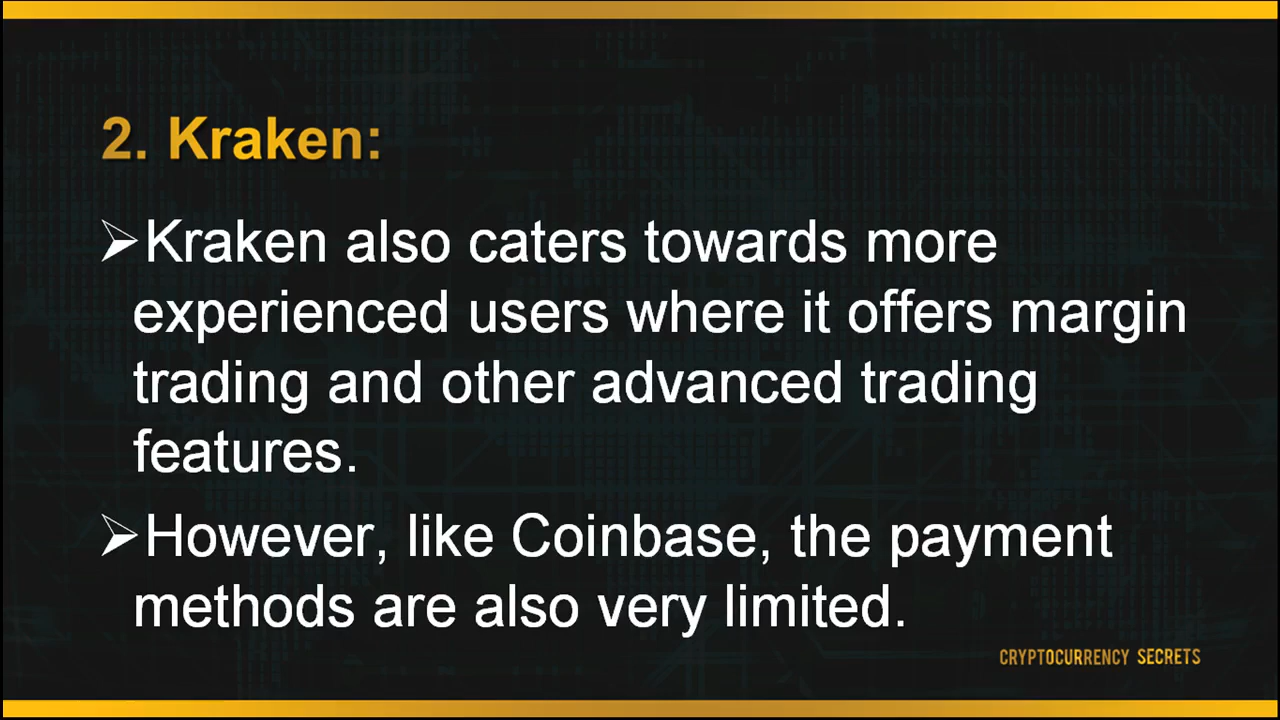 2. Kraken:
➢Kraken also caters towards more
experienced users where it offers margin
trading and other advanced trading
features.
➢However, like Coinbase, the payment
methods are also very limited.
CRYPTOCURRENCY SECRETS